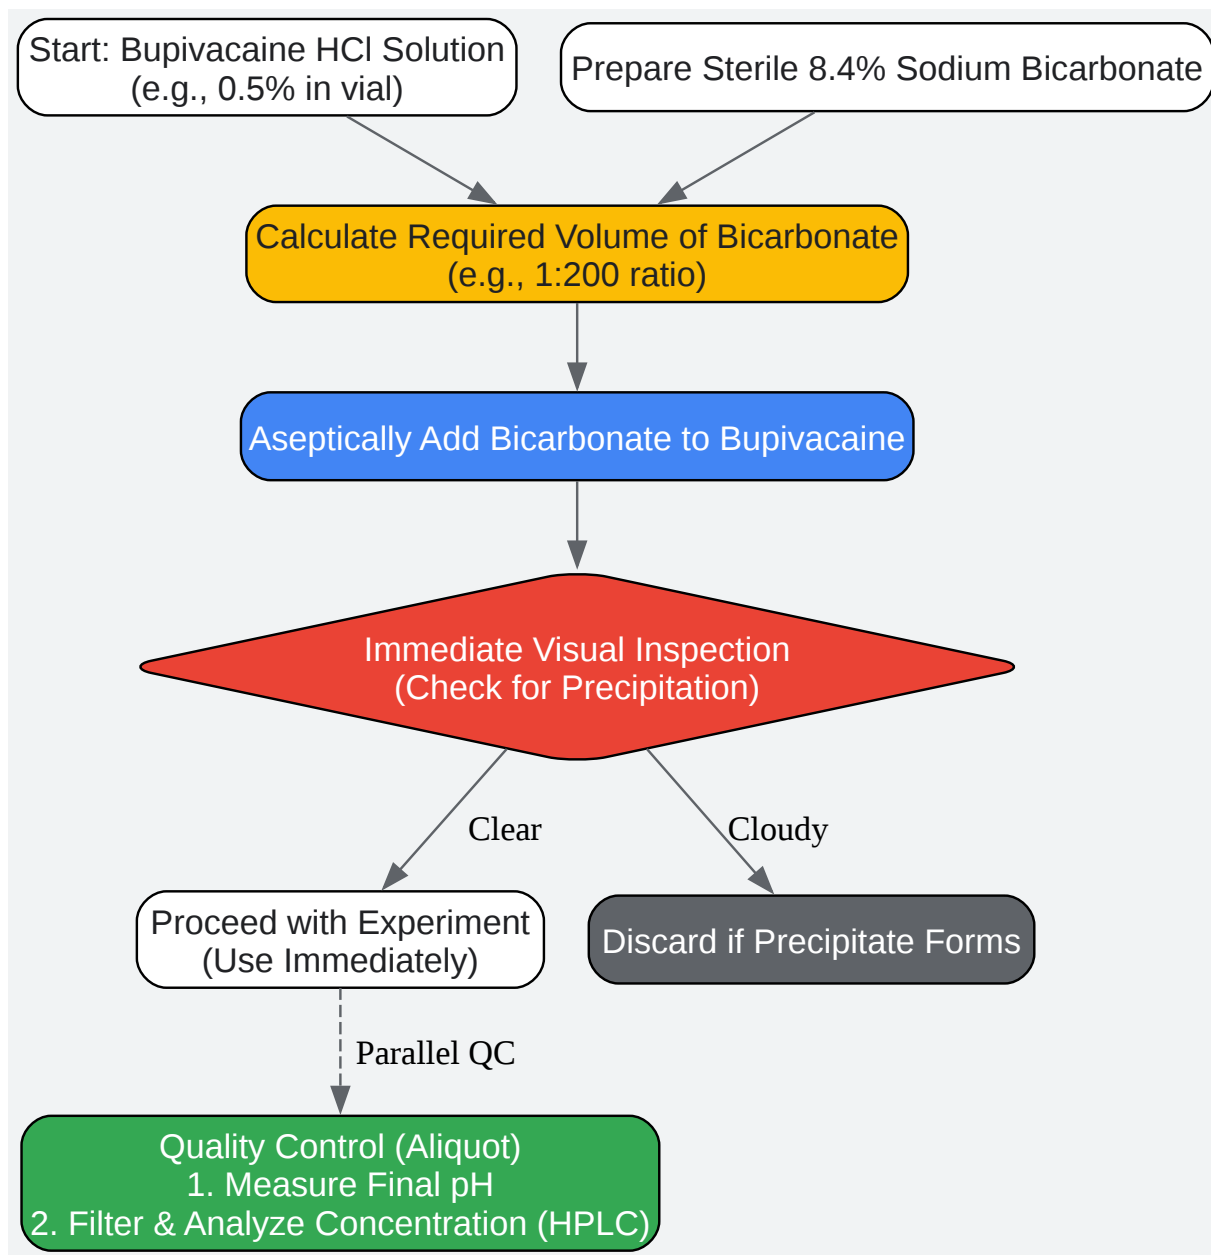 Start: Bupivacaine HCl Solution
(e.g., 0.5% in vial)
Prepare Sterile 8.4% Sodium Bicarbonate
Calculate Required Volume of Bicarbonate
(e.g., 1:200 ratio)
Aseptically Add Bicarbonate to Bupivacaine
Immediate Visual Inspection
(Check for Precipitation)
Clear
Cloudy
Proceed with Experiment
(Use Immediately)
Discard if Precipitate Forms
Parallel QC
Quality Control (Aliquot)
1. Measure Final pH
2. Filter & Analyze Concentration (HPLC)